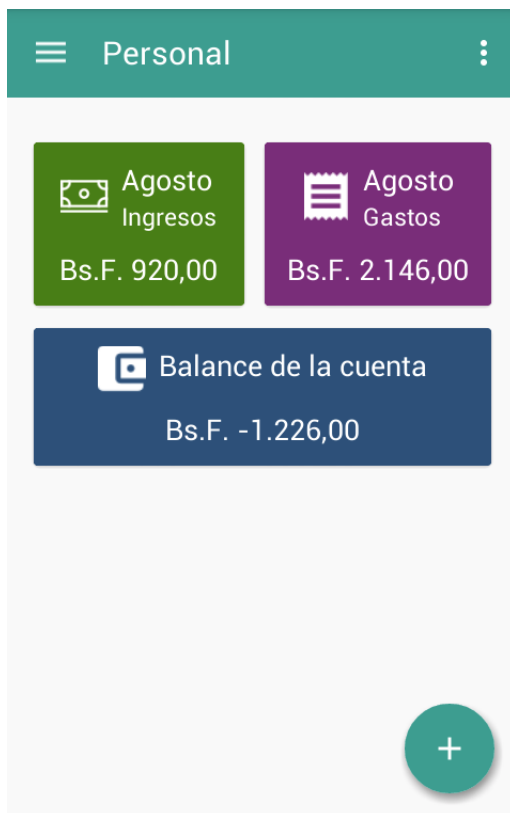 Personal
Agosto
Ingresos
Bs.F. 920,00
Agosto
Gastos
Bs.F. 2.146,00
Balance de la cuenta
Bs.F. -1.226,00
+